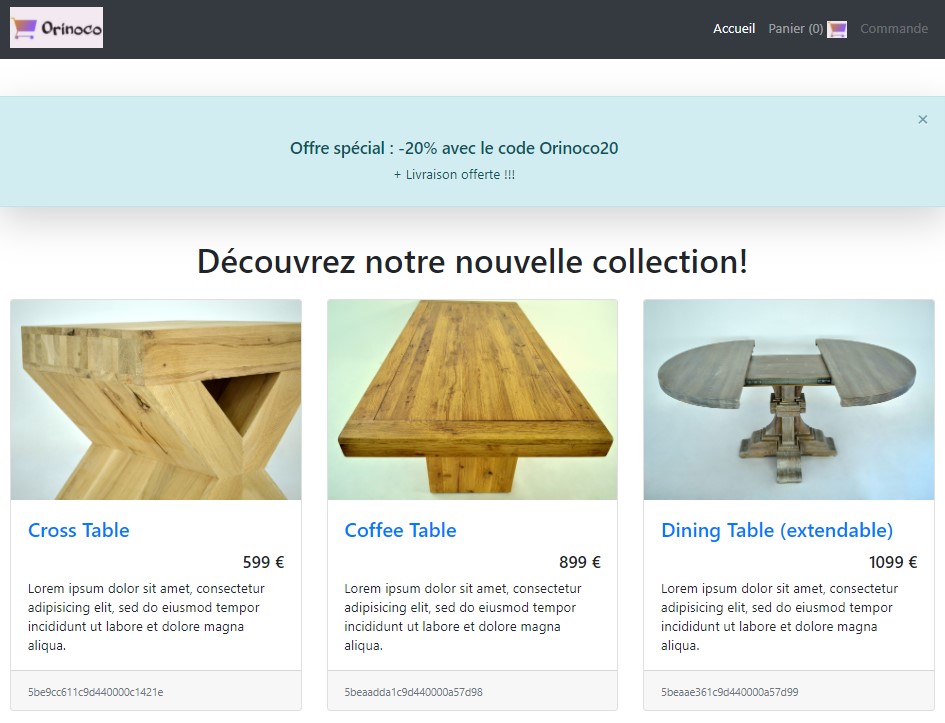 Orinoco
Accueil Panier (0) Commande
×
Offre spécial : -20% avec le code Orinoco20
+ Livraison offerte !!!
Découvrez notre nouvelle collection!
Cross Table
599 €
Lorem ipsum dolor sit amet, consectetur
adipisicing elit, sed do eiusmod tempor
incididunt ut labore et dolore magna
aliqua.
5be9cc611c9d440000c1421e
Coffee Table
899 €
Lorem ipsum dolor sit amet, consectetur
adipisicing elit, sed do eiusmod tempor
incididunt ut labore et dolore magna
aliqua.
5beaadda1c9d440000a57d98
Dining Table (extendable)
1099 €
Lorem ipsum dolor sit amet, consectetur
adipisicing elit, sed do eiusmod tempor
incididunt ut labore et dolore magna
aliqua.
5beaae361c9d440000a57d99